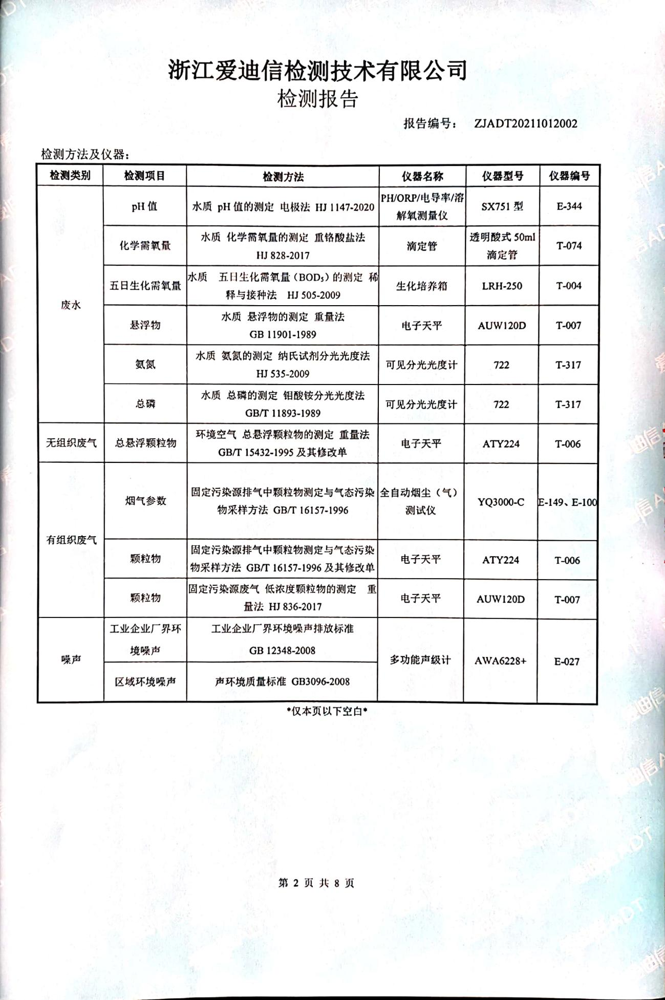 浙江爱迪信检测技术有限公司
检测报告
报告编号： ZJADT20211012002
检测方法及仪器：
检测类别 检测项目 检测方法 仪器名称 仪器型号 仪器编号
废水
pH 值
水质 pH 值的测定 电极法 HJ 1147-2020
PH/ORP/电导率/溶
解氧测量仪
SX751 型
E-344
化学需氧量
水质 化学需氧量的测定 重铬酸盐法
HJ 828-2017
滴定管
透明酸式 50ml
滴定管
T-074
五日生化需氧量
水质 五日生化需氧量（BOD₅）的测定 稀
释与接种法 HJ 505-2009
生化培养箱
LRH-250
T-004
悬浮物
水质 悬浮物的测定 重量法
GB 11901-1989
电子天平
AUW120D
T-007
氨氮
水质 氨氮的测定 纳氏试剂分光光度法
HJ 535-2009
可见分光光度计
722
T-317
总磷
水质 总磷的测定 钼酸铵分光光度法
GB/T 11893-1989
可见分光光度计
722
T-317
无组织废气
总悬浮颗粒物
环境空气 总悬浮颗粒物的测定 重量法
GB/T 15432-1995 及其修改单
电子天平
ATY224
T-006
有组织废气
烟气参数
固定污染源排气中颗粒物测定与气态污染
物采样方法 GB/T 16157-1996
全自动烟尘（气）
测试仪
YQ3000-C
E-149、E-100
颗粒物
固定污染源排气中颗粒物测定与气态污染
物采样方法 GB/T 16157-1996 及其修改单
电子天平
ATY224
T-006
颗粒物
固定污染源废气 低浓度颗粒物的测定 重
量法 HJ 836-2017
电子天平
AUW120D
T-007
噪声
工业企业厂界环
境噪声
工业企业厂界环境噪声排放标准
GB 12348-2008
多功能声级计
AWA6228+
E-027
区域环境噪声
声环境质量标准 GB3096-2008
*仅本页以下空白*
第 2 页 共 8 页